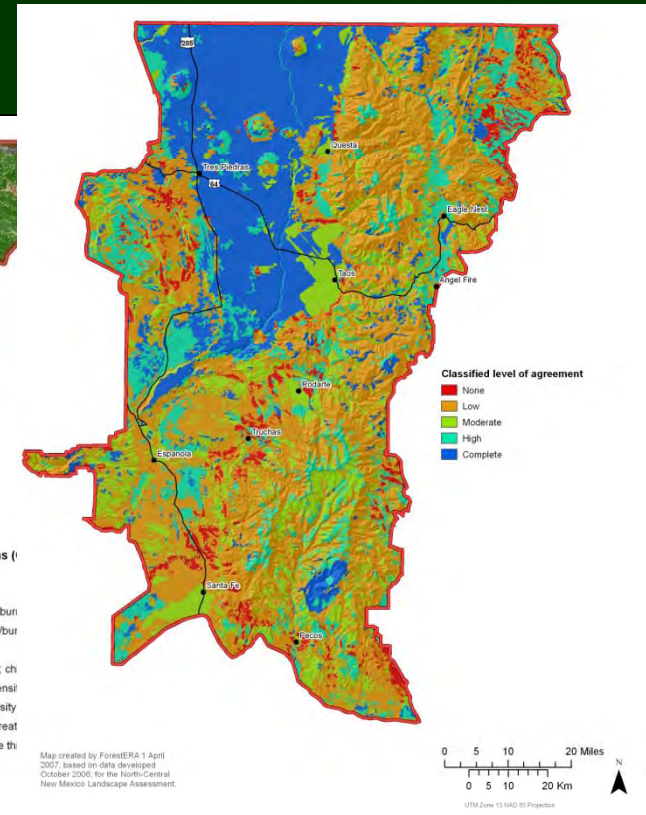 285
Questa
Tres Piedras
64
Eagle Nest
Taos
Angel Fire
Classified level of agreement
None
Low
Moderate
High
Complete
Rodarte
Truchas
Espanola
Santa Fe
Pecos
Map created by ForestERA 1 April
2007, based on data developed
October 2006, for the North-Central
New Mexico Landscape Assessment.
0 5 10 20 Miles
0 5 10 20 Km
N
UTM Zone 13 NAD 83 Projection